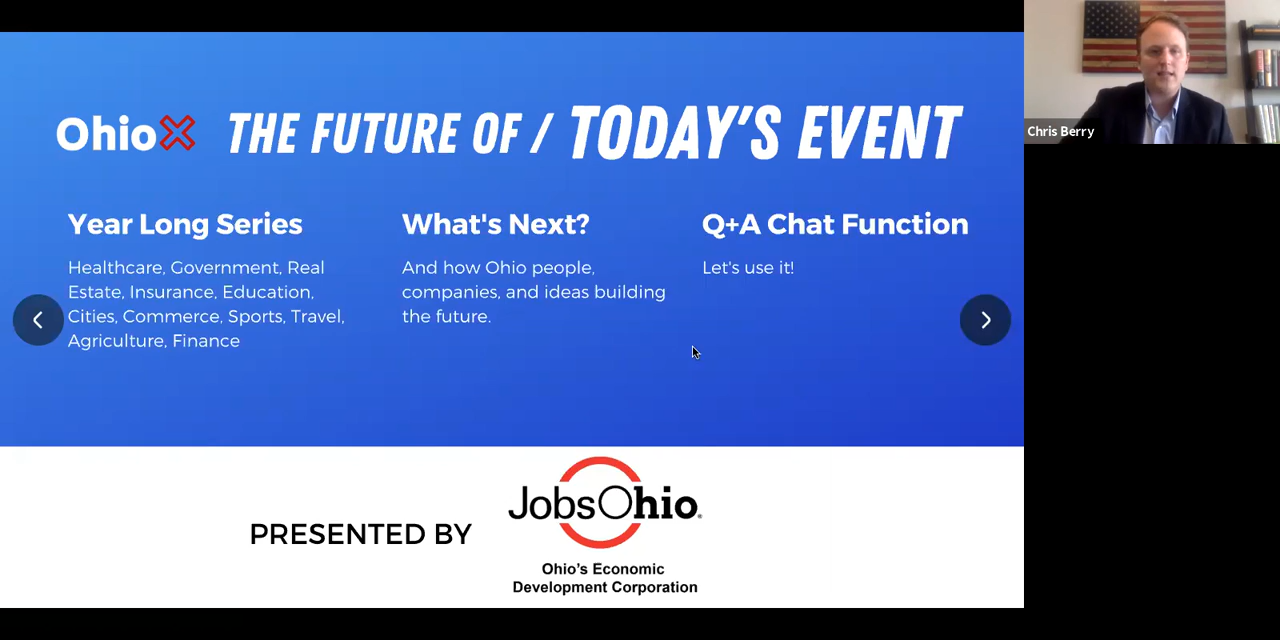 OhioX THE FUTURE OF / TODAY'S EVENT
Year Long Series
Healthcare, Government, Real
Estate, Insurance, Education,
Cities, Commerce, Sports, Travel,
Agriculture, Finance
What's Next?
And how Ohio people,
companies, and ideas building
the future.
Q+A Chat Function
Let's use it!
PRESENTED BY
JobsOhio
Ohio's Economic
Development Corporation
Chris Berry